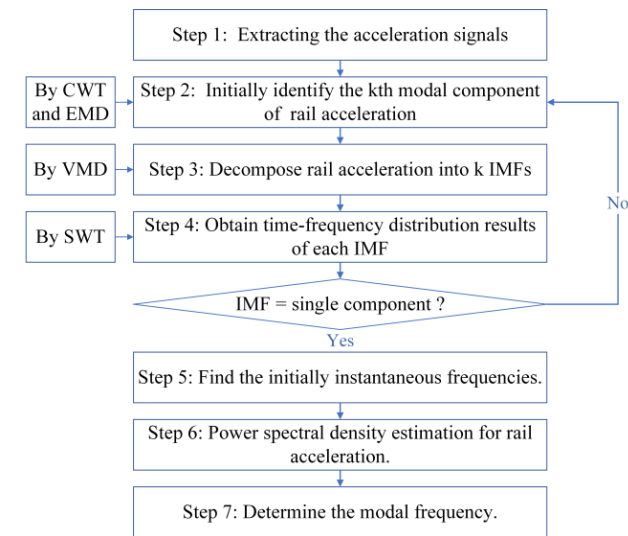 Step 1: Extracting the acceleration signals
By CWT
and EMD
Step 2: Initially identify the kth modal component
of rail acceleration
By VMD
Step 3: Decompose rail acceleration into k IMFs
No
By SWT
Step 4: Obtain time-frequency distribution results
of each IMF
IMF = single component ?
Yes
Step 5: Find the initially instantaneous frequencies.
Step 6: Power spectral density estimation for rail
acceleration.
Step 7: Determine the modal frequency.